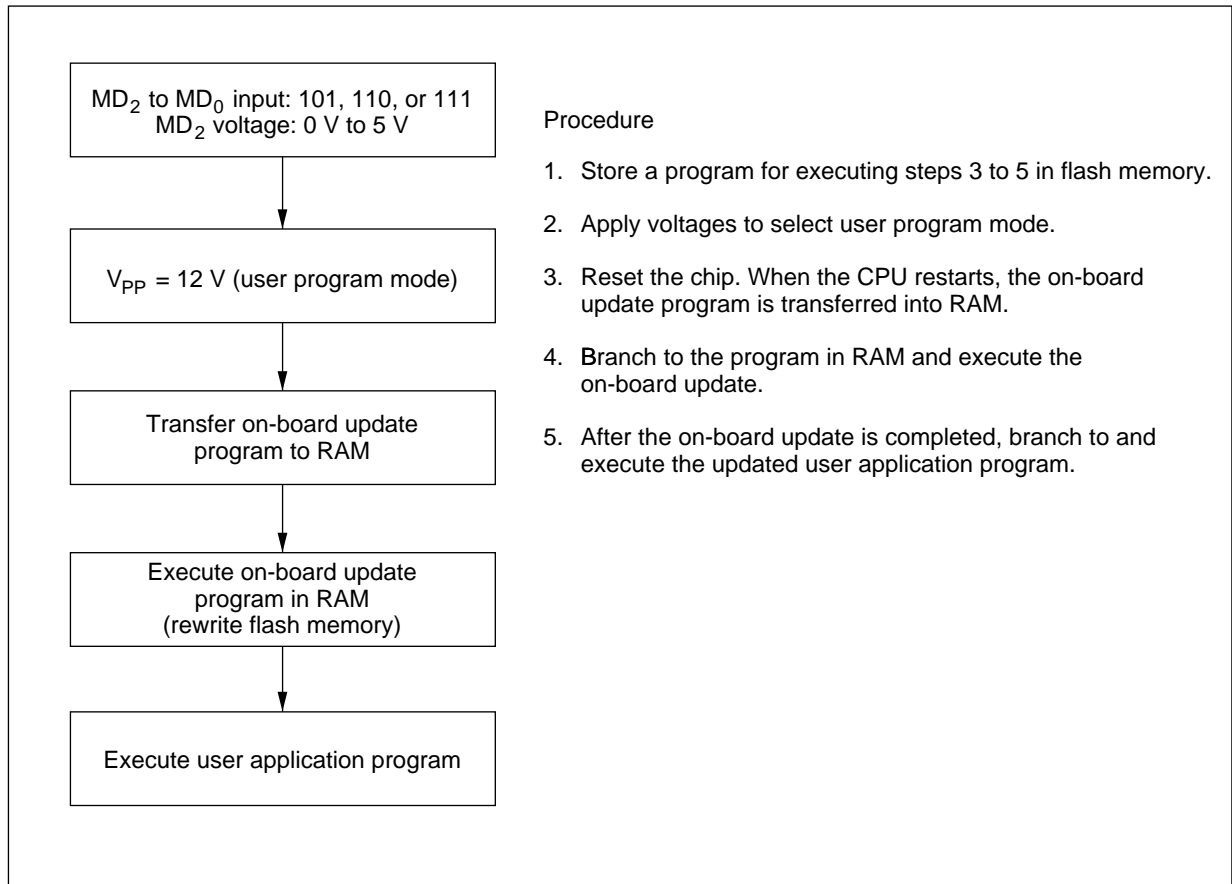 MD₂ to MD₀ input: 101, 110, or 111
MD₂ voltage: 0 V to 5 V
V_PP = 12 V (user program mode)
Transfer on-board update
program to RAM
Execute on-board update
program in RAM
(rewrite flash memory)
Execute user application program
Procedure
1. Store a program for executing steps 3 to 5 in flash memory.
2. Apply voltages to select user program mode.
3. Reset the chip. When the CPU restarts, the on-board
update program is transferred into RAM.
4. Branch to the program in RAM and execute the
on-board update.
5. After the on-board update is completed, branch to and
execute the updated user application program.